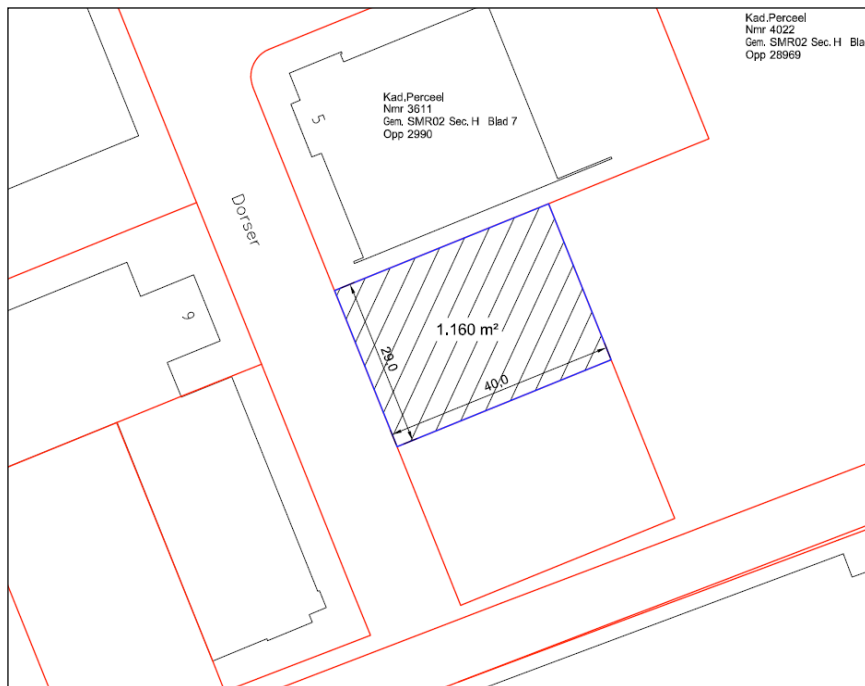 Kad.Perceel
Nmr 4022
Gem. SMR02 Sec. H Bla
Opp 28969
Kad.Perceel
Nmr 3611
Gem. SMR02 Sec. H Blad 7
Opp 2990
5
Dorser
9
1.160 m²
29,0
40,0